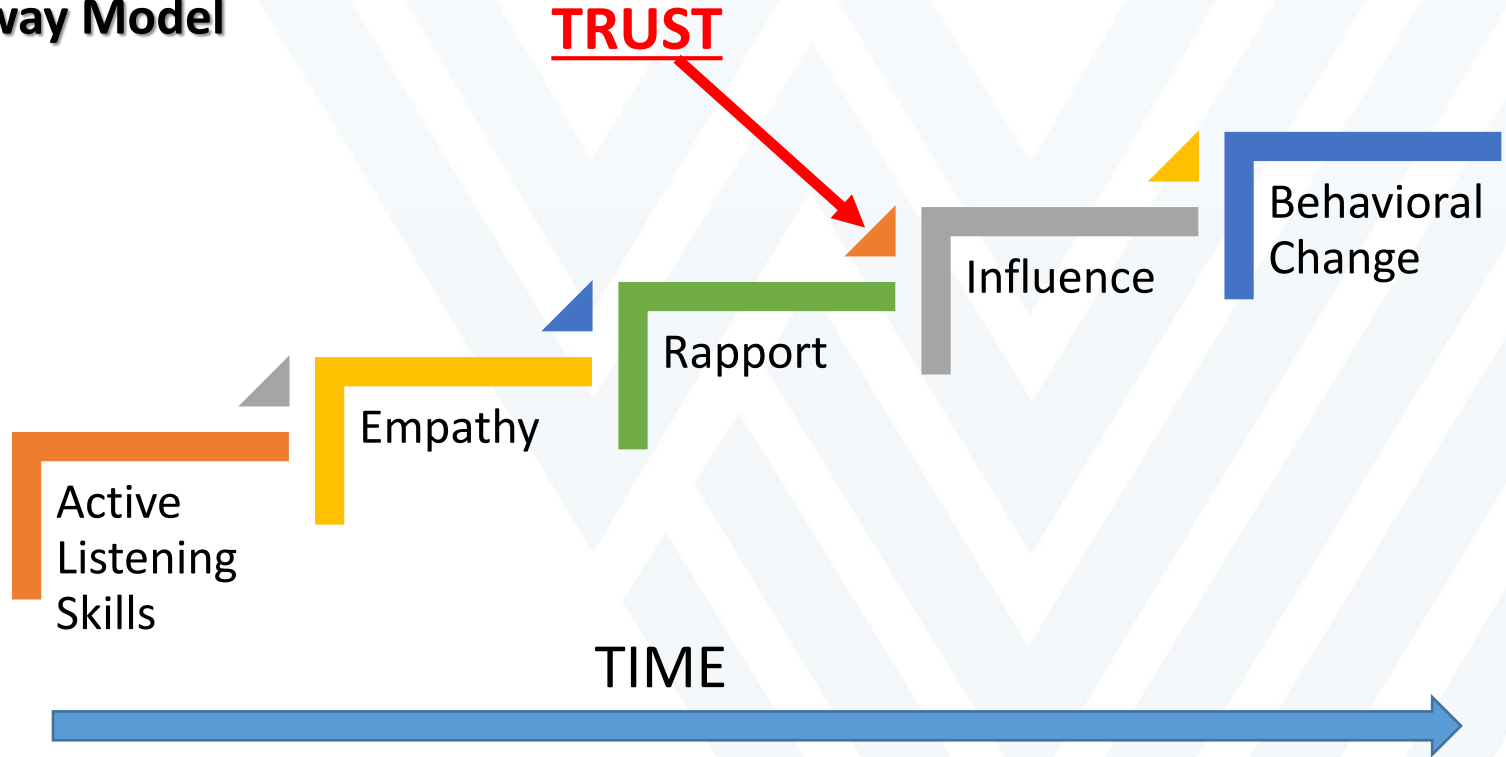 way Model
TRUST
Behavioral
Change
Influence
Rapport
Empathy
Active
Listening
Skills
TIME